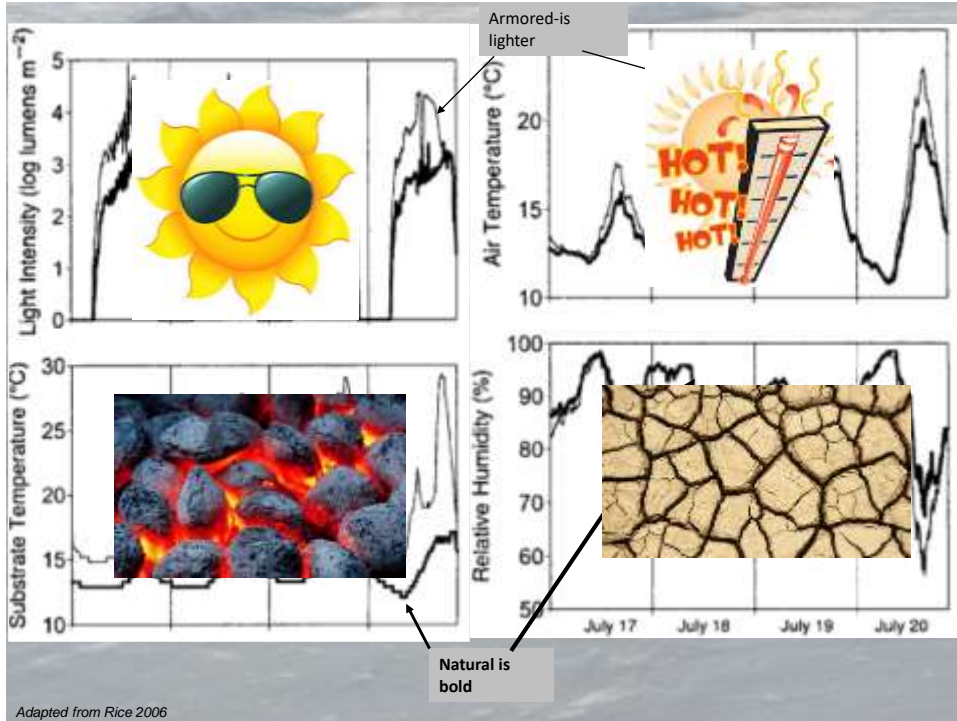 Armored-is
lighter
Light Intensity (log lumens m⁻²)
5
4
3
2
1
0
Air Temperature (°C)
20
15
10
HOT!
HOT!
HOT!
Substrate Temperature (°C)
30
25
20
15
10
Relative Humidity (%)
100
90
80
70
60
50
July 17 July 18 July 19 July 20
Natural is
bold
Adapted from Rice 2006